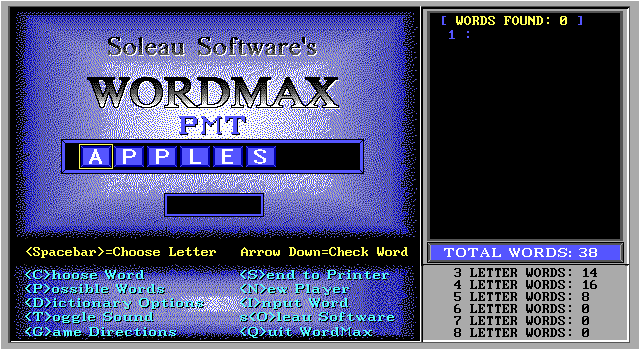 Soleau Software's
WORDMAX
PMT
APPLES
<Spacebar>=Choose Letter Arrow Down=Check Word
<C>hoose Word <S>end to Printer
<P>ossible Words <N>ew Player
<D>ictionary Options <I>nput Word
<T>oggle Sound s<O>leau Software
<G>ame Directions <Q>uit WordMax
[ WORDS FOUND: 0 ]
1 :
TOTAL WORDS: 38
3 LETTER WORDS: 14
4 LETTER WORDS: 16
5 LETTER WORDS: 8
6 LETTER WORDS: 0
7 LETTER WORDS: 0
8 LETTER WORDS: 0